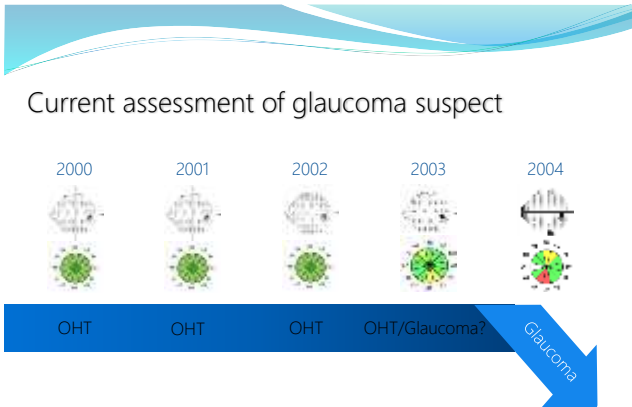 Current assessment of glaucoma suspect
2000 2001 2002 2003 2004
OHT OHT OHT OHT/Glaucoma?
Glaucoma